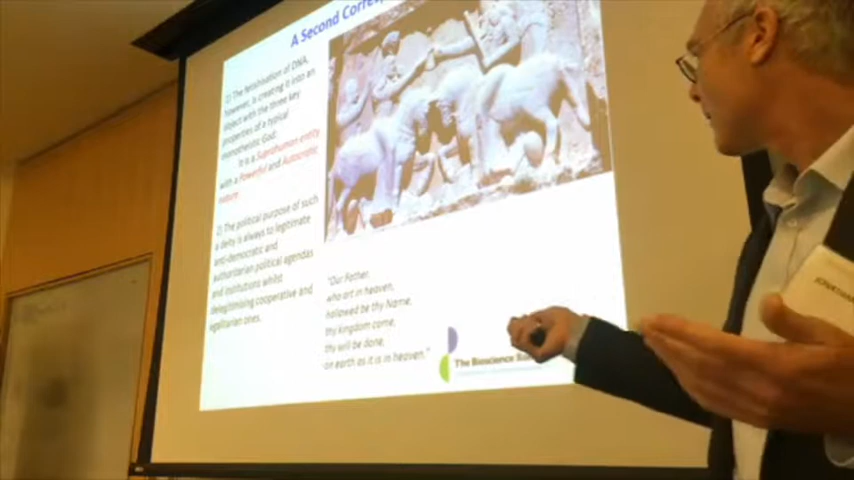 A Second Corres
1) The fetishisation of DNA,
however, is creating it into an
object with the three key
properties of a typical
monotheistic God:
It is a Suprahuman entity
with a Powerful and Autocratic
nature
2) The political purpose of such
a deity is always to legitimate
anti-democratic and
authoritarian political agendas
and institutions whilst
delegitimising cooperative and
egalitarian ones.
"Our Father,
who art in heaven,
hallowed be thy Name,
thy kingdom come,
thy will be done,
on earth as it is in heaven."
The Bioscience
JONATHAN